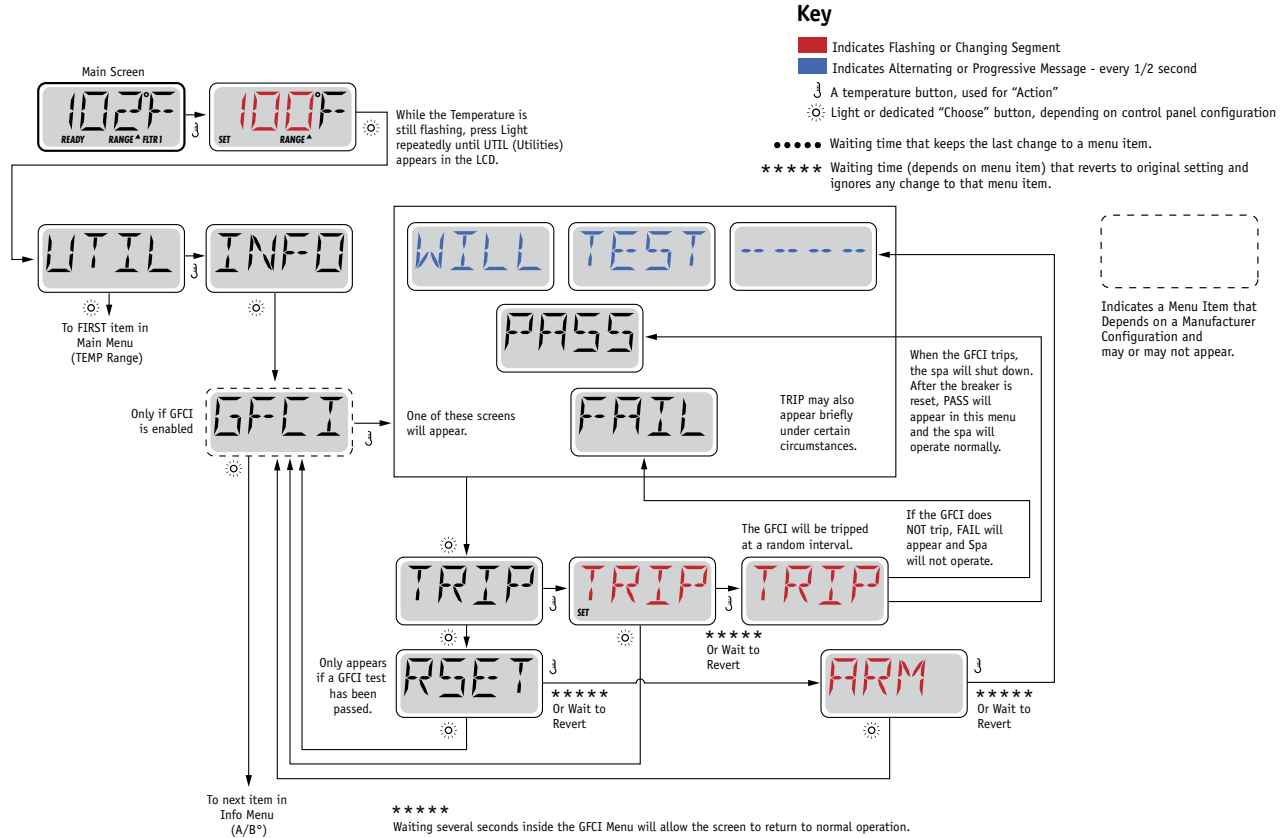 Key
Indicates Flashing or Changing Segment
Indicates Alternating or Progressive Message - every 1/2 second
A temperature button, used for “Action”
Light or dedicated “Choose” button, depending on control panel configuration
••••• Waiting time that keeps the last change to a menu item.
***** Waiting time (depends on menu item) that reverts to original setting and
ignores any change to that menu item.
Indicates a Menu Item that
Depends on a Manufacturer
Configuration and
may or may not appear.
Main Screen
102°F
READY RANGE FLTR1
100°F
SET RANGE
While the Temperature is
still flashing, press Light
repeatedly until UTIL (Utilities)
appears in the LCD.
UTIL
INFO
To FIRST item in
Main Menu
(TEMP Range)
WILL
TEST
-----
PASS
FAIL
One of these screens
will appear.
TRIP may also
appear briefly
under certain
circumstances.
When the GFCI trips,
the spa will shut down.
After the breaker is
reset, PASS will
appear in this menu
and the spa will
operate normally.
Only if GFCI
is enabled
GFCI
If the GFCI does
NOT trip, FAIL will
appear and Spa
will not operate.
The GFCI will be tripped
at a random interval.
TRIP
TRIP
SET
TRIP
*****
Or Wait to
Revert
Only appears
if a GFCI test
has been
passed.
RSET
*****
Or Wait to
Revert
ARM
*****
Or Wait to
Revert
To next item in
Info Menu
(A/B°)
*****
Waiting several seconds inside the GFCI Menu will allow the screen to return to normal operation.